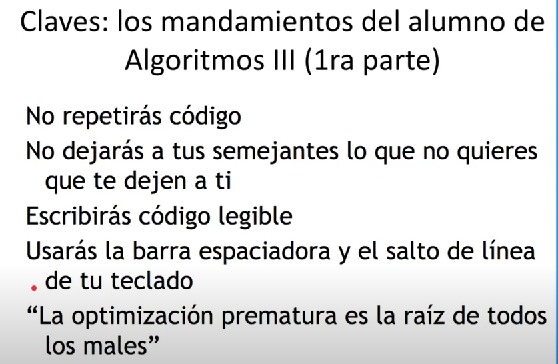 Claves: los mandamientos del alumno de
Algoritmos III (1ra parte)
No repetirás código
No dejarás a tus semejantes lo que no quieres
que te dejen a ti
Escribirás código legible
Usarás la barra espaciadora y el salto de línea
de tu teclado
“La optimización prematura es la raíz de todos
los males”